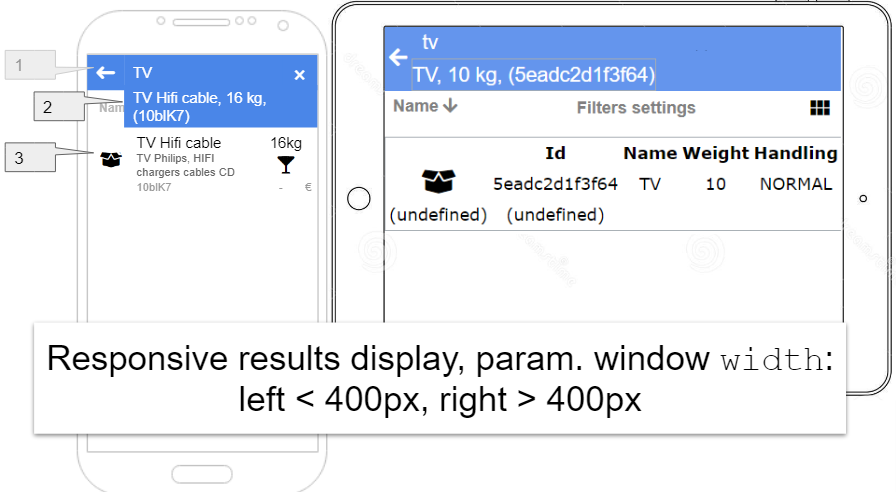 1
TV
×
2
TV Hifi cable, 16 kg,
(10blK7)
Nam
3
TV Hifi cable
16kg
TV Philips, HIFI
chargers cables CD
10blK7
- €
tv
TV, 10 kg, (5eadc2d1f3f64)
Name
Filters settings
Id Name Weight Handling
5eadc2d1f3f64 TV 10 NORMAL
(undefined) (undefined)
Responsive results display, param. window width:
left < 400px, right > 400px